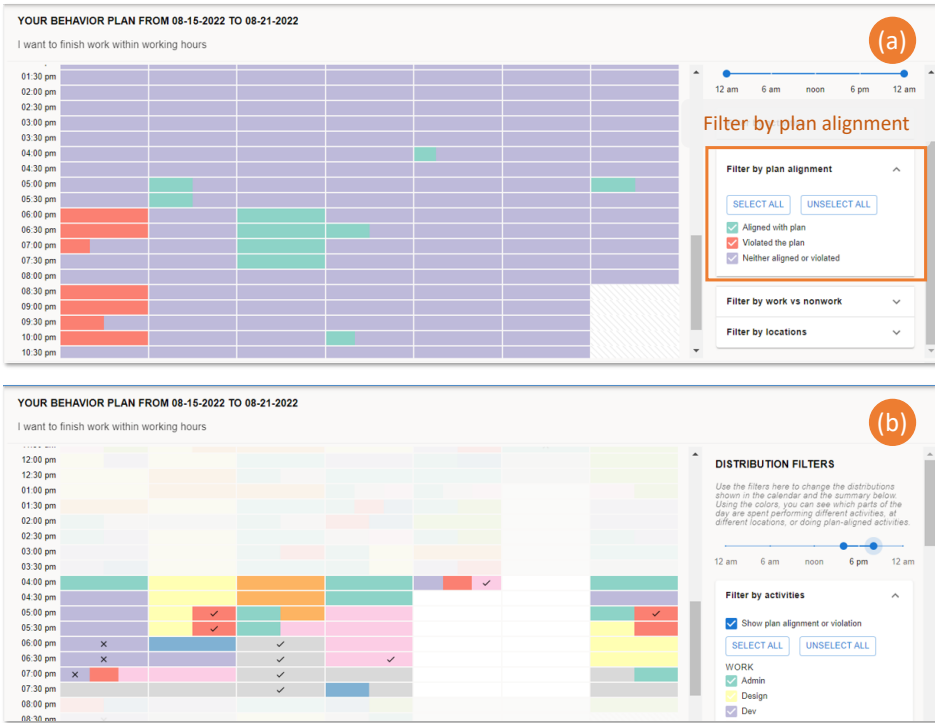 YOUR BEHAVIOR PLAN FROM 08-15-2022 TO 08-21-2022
I want to finish work within working hours
(a)
01:30 pm
02:00 pm
02:30 pm
03:00 pm
03:30 pm
04:00 pm
04:30 pm
05:00 pm
05:30 pm
06:00 pm
06:30 pm
07:00 pm
07:30 pm
08:00 pm
08:30 pm
09:00 pm
09:30 pm
10:00 pm
10:30 pm
12 am 6 am noon 6 pm 12 am
Filter by plan alignment
Filter by plan alignment
SELECT ALL UNSELECT ALL
Aligned with plan
Violated the plan
Neither aligned or violated
Filter by work vs nonwork
Filter by locations
YOUR BEHAVIOR PLAN FROM 08-15-2022 TO 08-21-2022
I want to finish work within working hours
(b)
12:00 pm
12:30 pm
01:00 pm
01:30 pm
02:00 pm
02:30 pm
03:00 pm
03:30 pm
04:00 pm
04:30 pm
05:00 pm
05:30 pm
06:00 pm
06:30 pm
07:00 pm
07:30 pm
08:00 pm
08:30 pm
DISTRIBUTION FILTERS
Use the filters here to change the distributions
shown in the calendar and the summary below.
Using the colors, you can see which parts of the
day are spent performing different activities, at
different locations, or doing plan-aligned activities.
12 am 6 am noon 6 pm 12 am
Filter by activities
Show plan alignment or violation
SELECT ALL UNSELECT ALL
WORK
Admin
Design
Dev